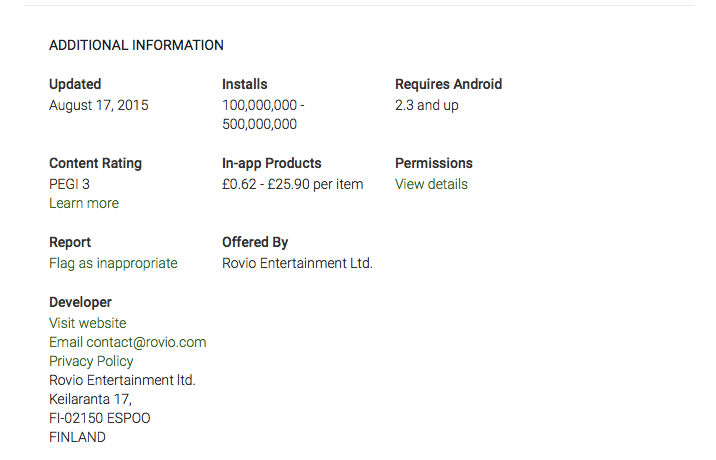 ADDITIONAL INFORMATION
Updated
August 17, 2015
Installs
100,000,000 -
500,000,000
Requires Android
2.3 and up
Content Rating
PEGI 3
Learn more
In-app Products
£0.62 - £25.90 per item
Permissions
View details
Report
Flag as inappropriate
Offered By
Rovio Entertainment Ltd.
Developer
Visit website
Email contact@rovio.com
Privacy Policy
Rovio Entertainment ltd.
Keilaranta 17,
FI-02150 ESPOO
FINLAND